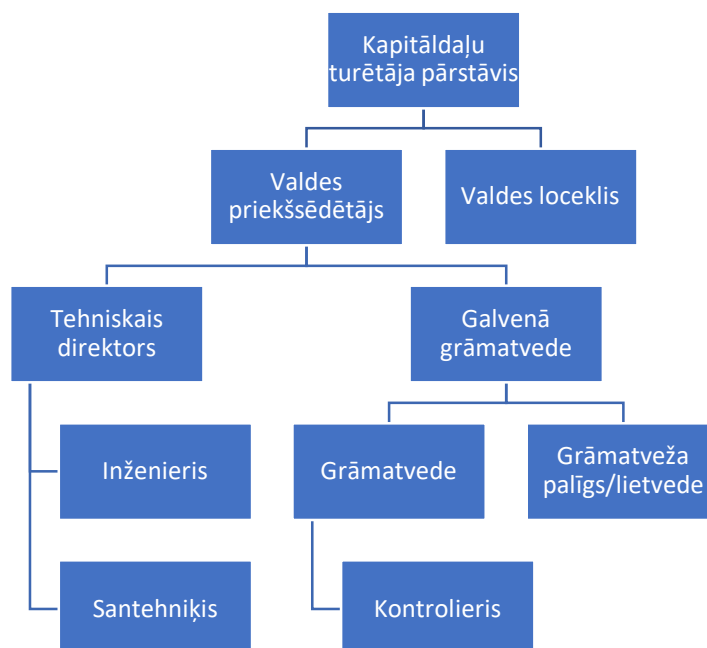 Kapitāldaļu
turētāja pārstāvis
Valdes
priekšsēdētājs
Valdes loceklis
Tehniskais
direktors
Galvenā
grāmatvede
Inženieris
Grāmatvede
Grāmatveža
palīgs/lietvede
Santehniķis
Kontrolieris